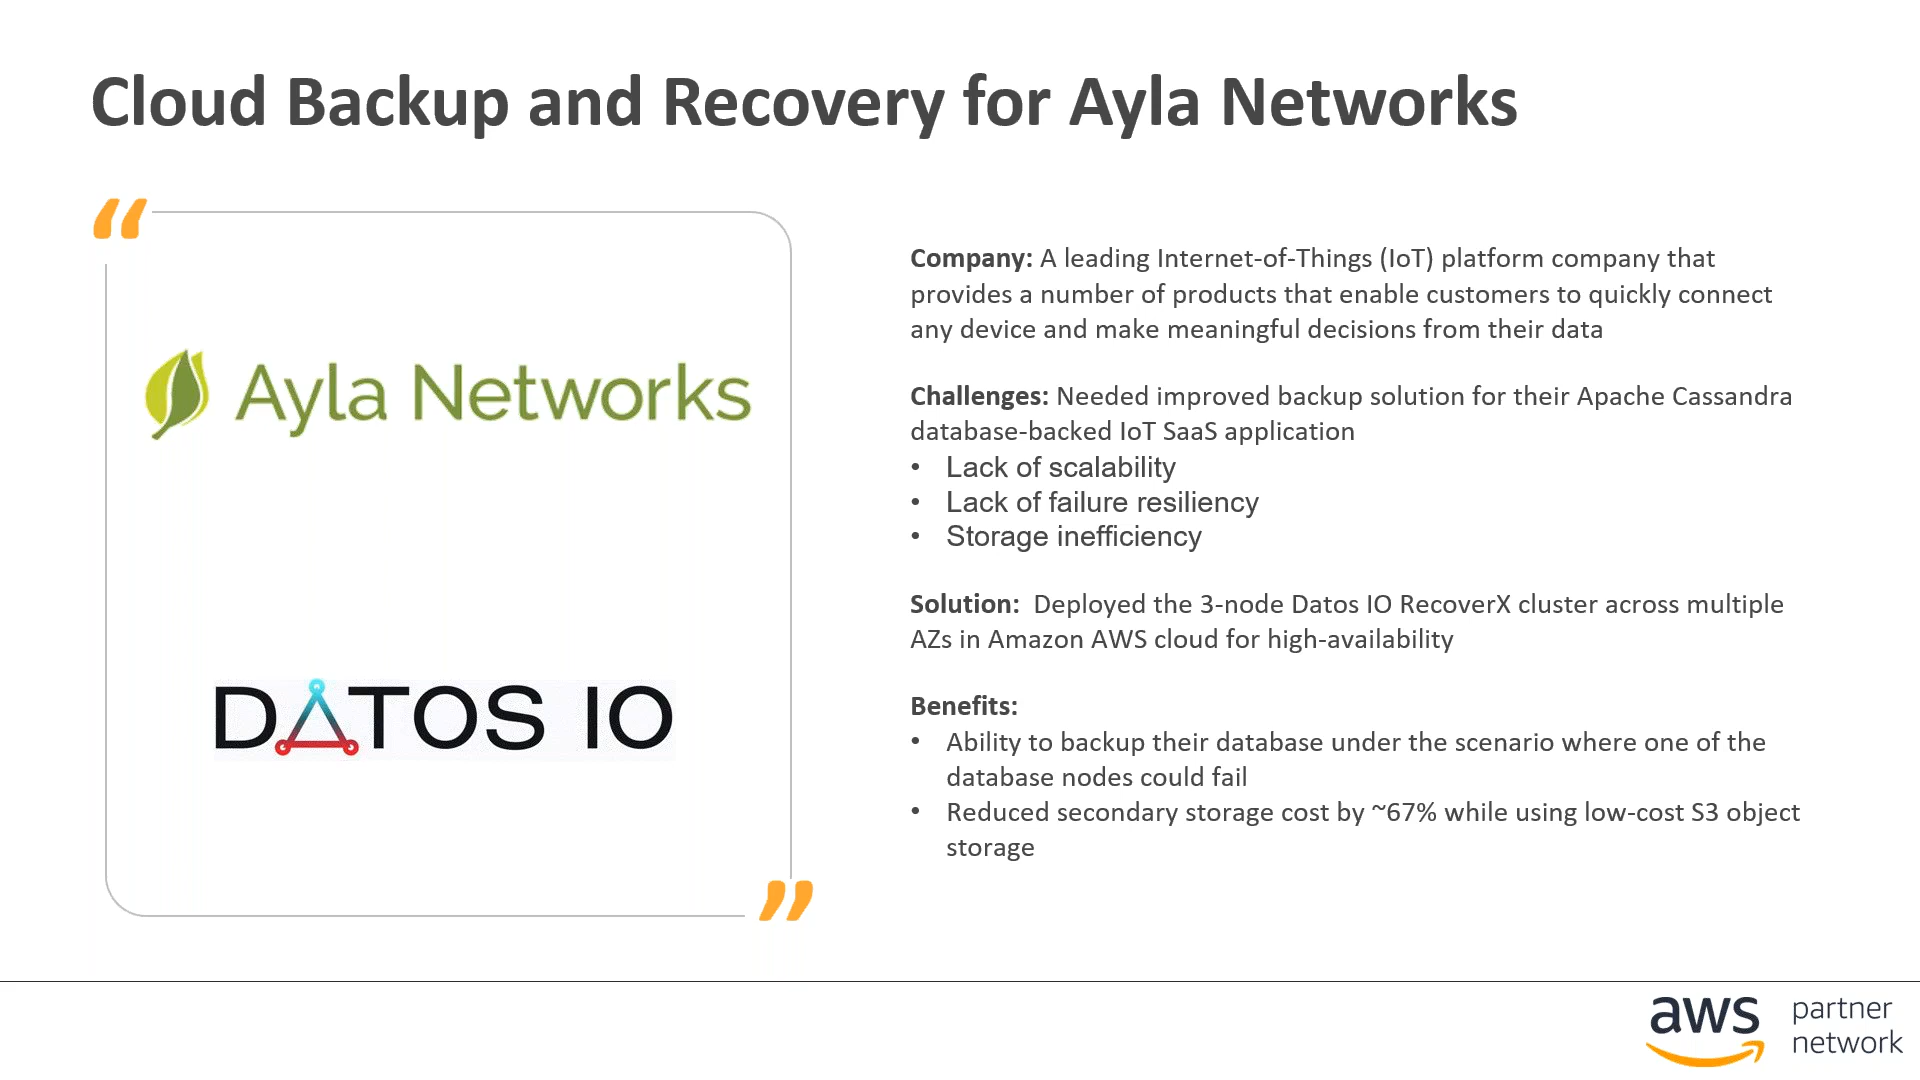 Cloud Backup and Recovery for Ayla Networks
“
Ayla Networks
DATOS IO
”
Company: A leading Internet-of-Things (IoT) platform company that
provides a number of products that enable customers to quickly connect
any device and make meaningful decisions from their data
Challenges: Needed improved backup solution for their Apache Cassandra
database-backed IoT SaaS application
• Lack of scalability
• Lack of failure resiliency
• Storage inefficiency
Solution: Deployed the 3-node Datos IO RecoverX cluster across multiple
AZs in Amazon AWS cloud for high-availability
Benefits:
• Ability to backup their database under the scenario where one of the
database nodes could fail
• Reduced secondary storage cost by ~67% while using low-cost S3 object
storage
aws partner
network